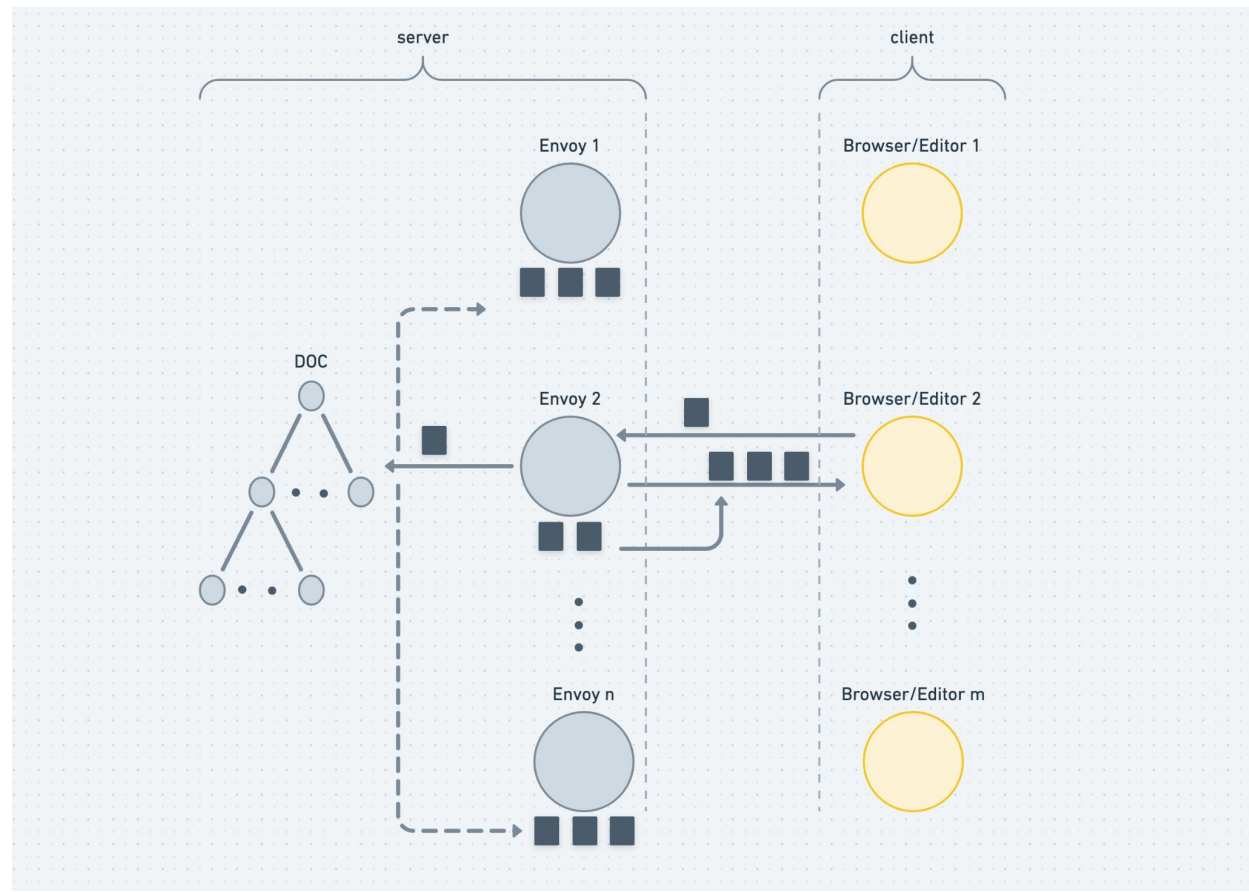 server
client
Envoy 1
Browser/Editor 1
DOC
Envoy 2
Browser/Editor 2
Envoy n
Browser/Editor m